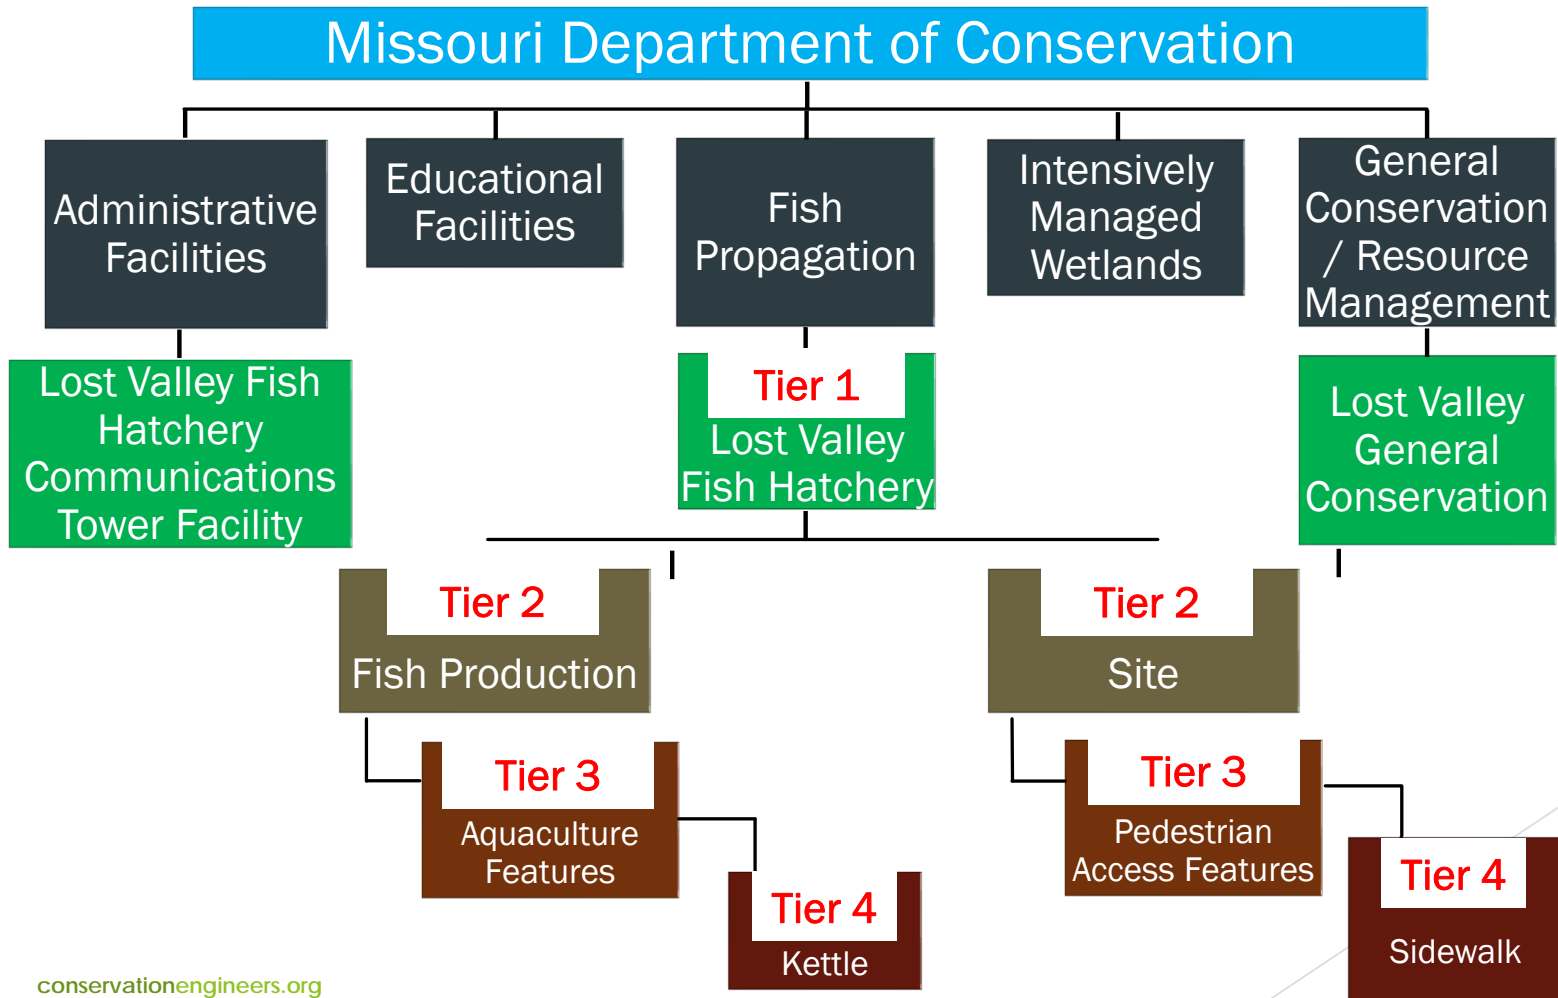 Missouri Department of Conservation
Administrative
Facilities
Educational
Facilities
Fish
Propagation
Intensively
Managed
Wetlands
General
Conservation
/ Resource
Management
Lost Valley Fish
Hatchery
Communications
Tower Facility
Tier 1
Lost Valley
Fish Hatchery
Lost Valley
General
Conservation
Tier 2
Fish Production
Tier 2
Site
Tier 3
Aquaculture
Features
Tier 3
Pedestrian
Access Features
Tier 4
Kettle
Tier 4
Sidewalk
conservationengineers.org